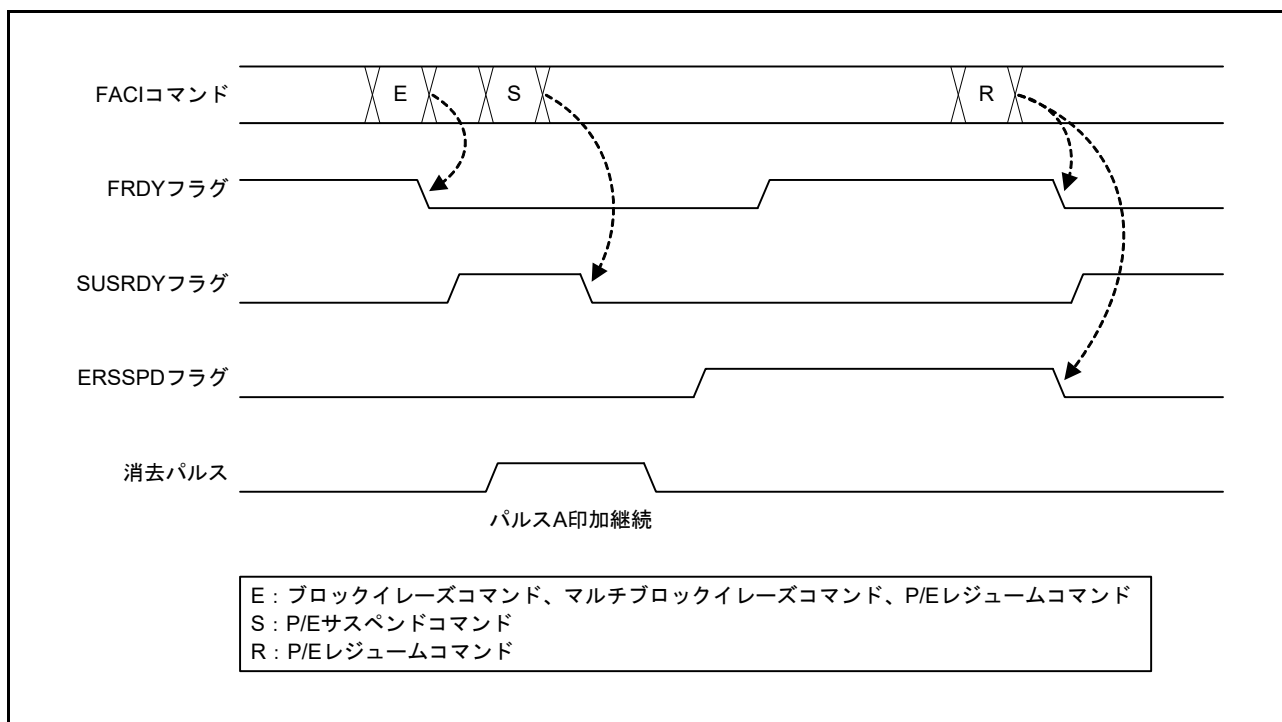 FACIコマンド
E
S
R
FRDYフラグ
SUSRDYフラグ
ERSSPDフラグ
消去パルス
パルスA印加継続
E：ブロックイレーズコマンド、マルチブロックイレーズコマンド、P/Eレジュームコマンド
S：P/Eサスペンドコマンド
R：P/Eレジュームコマンド